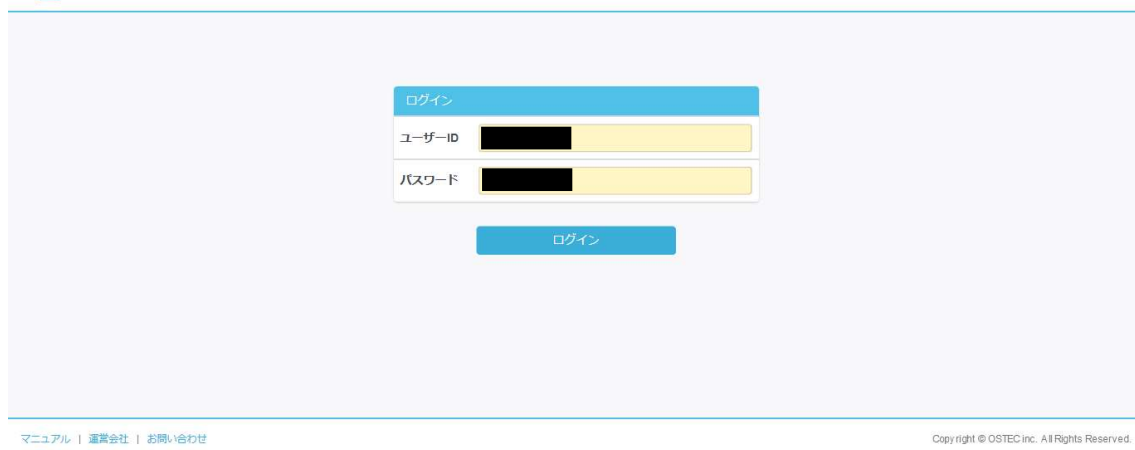 ログイン
ユーザーID
パスワード
ログイン
マニュアル | 運営会社 | お問い合わせ
Copyright © OSTEC inc. All Rights Reserved.